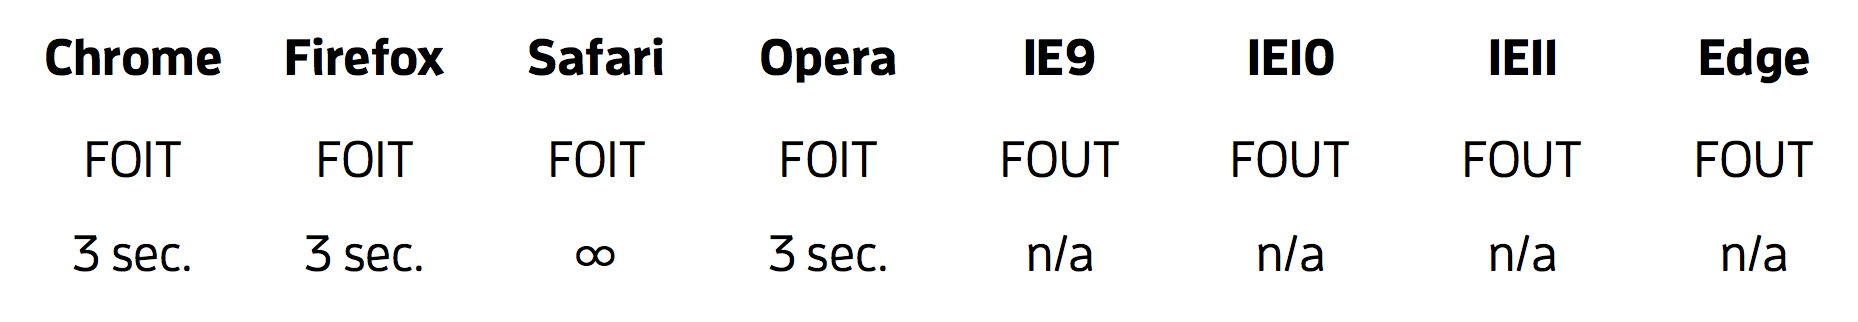 Chrome Firefox Safari Opera IE9 IE10 IE11 Edge
FOIT FOIT FOIT FOIT FOUT FOUT FOUT FOUT
3 sec. 3 sec. ∞ 3 sec. n/a n/a n/a n/a